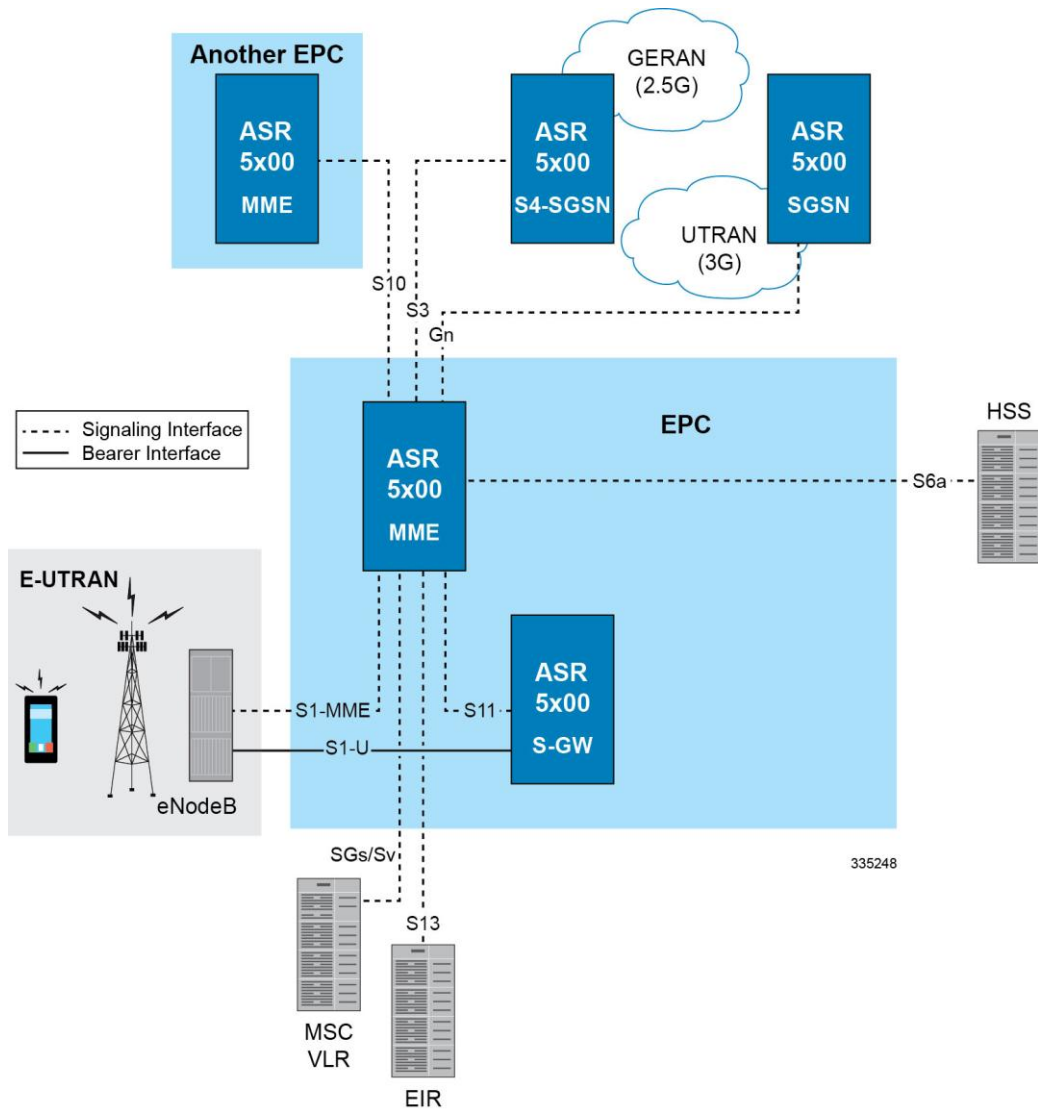 Another EPC
ASR
5x00
MME
GERAN
(2.5G)
ASR
5x00
S4-SGSN
ASR
5x00
SGSN
UTRAN
(3G)
S10
S3
Gn
Signaling Interface
Bearer Interface
EPC
ASR
5x00
MME
HSS
S6a
E-UTRAN
eNodeB
S1-MME
S1-U
S11
ASR
5x00
S-GW
335248
SGs/Sv
S13
MSC
VLR
EIR